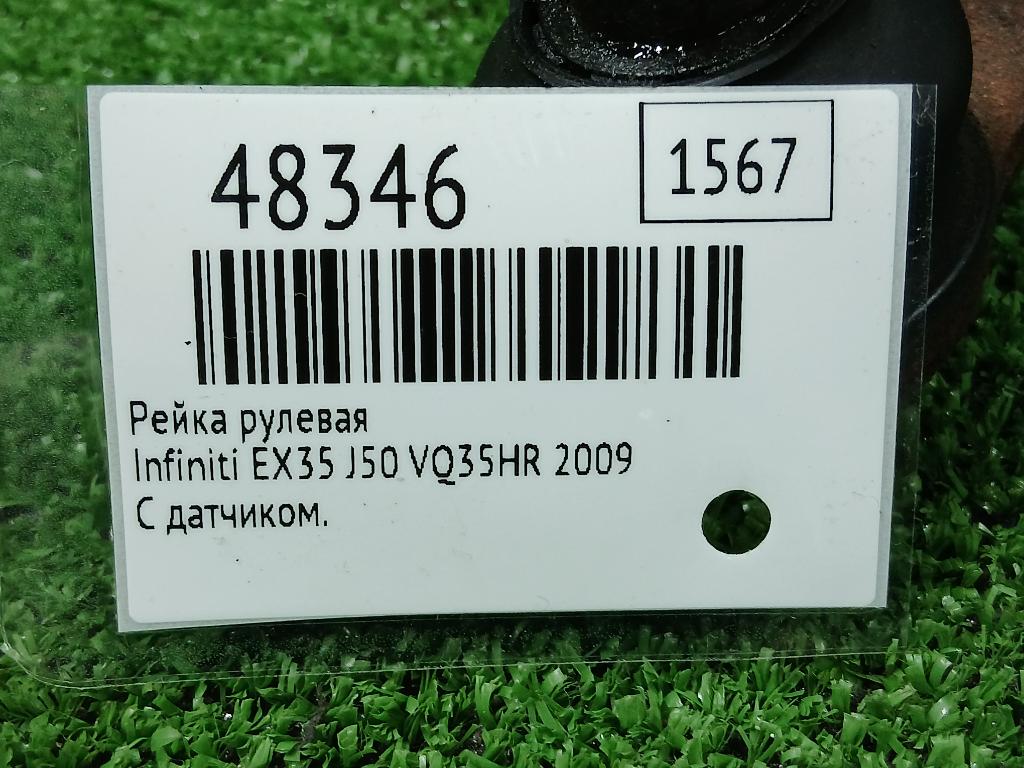 48346
1567
Рейка рулевая
Infiniti EX35 J50 VQ35HR 2009
С датчиком.